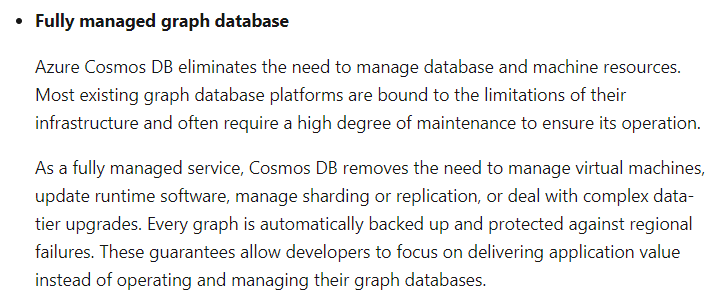 Fully managed graph database
Azure Cosmos DB eliminates the need to manage database and machine resources.
Most existing graph database platforms are bound to the limitations of their
infrastructure and often require a high degree of maintenance to ensure its operation.
As a fully managed service, Cosmos DB removes the need to manage virtual machines,
update runtime software, manage sharding or replication, or deal with complex data-
tier upgrades. Every graph is automatically backed up and protected against regional
failures. These guarantees allow developers to focus on delivering application value
instead of operating and managing their graph databases.